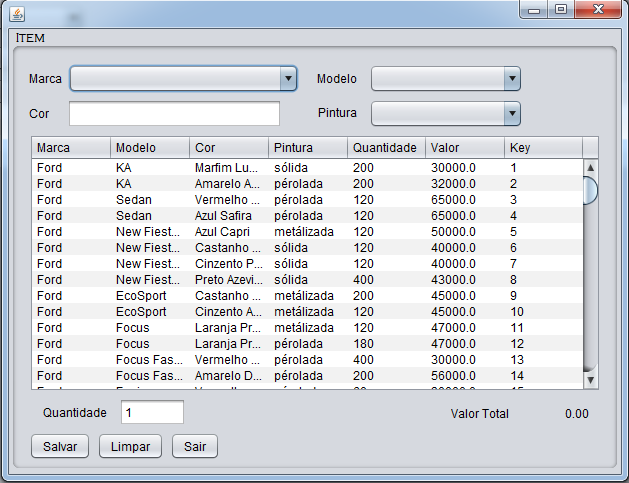 ITEM
Marca Modelo
Cor Pintura
Marca Modelo Cor Pintura Quantidade Valor Key
Ford KA Marfim Lu... sólida 200 30000.0 1
Ford KA Amarelo A... pérolada 200 32000.0 2
Ford Sedan Vermelho ... pérolada 120 65000.0 3
Ford Sedan Azul Safira pérolada 120 65000.0 4
Ford New Fiest... Azul Capri metálizada 120 50000.0 5
Ford New Fiest... Castanho ... sólida 120 40000.0 6
Ford New Fiest... Cinzento P... sólida 120 40000.0 7
Ford New Fiest... Preto Azevi... sólida 400 43000.0 8
Ford EcoSport Castanho ... metálizada 200 45000.0 9
Ford EcoSport Cinzento A... metálizada 120 45000.0 10
Ford Focus Laranja Pr... metálizada 120 47000.0 11
Ford Focus Laranja Pr... pérolada 180 47000.0 12
Ford Focus Fas... Vermelho ... pérolada 400 30000.0 13
Ford Focus Fas... Amarelo D... pérolada 200 56000.0 14
Ford Vermelho ... pérolada 15
Quantidade 1 Valor Total 0.00
Salvar Limpar Sair